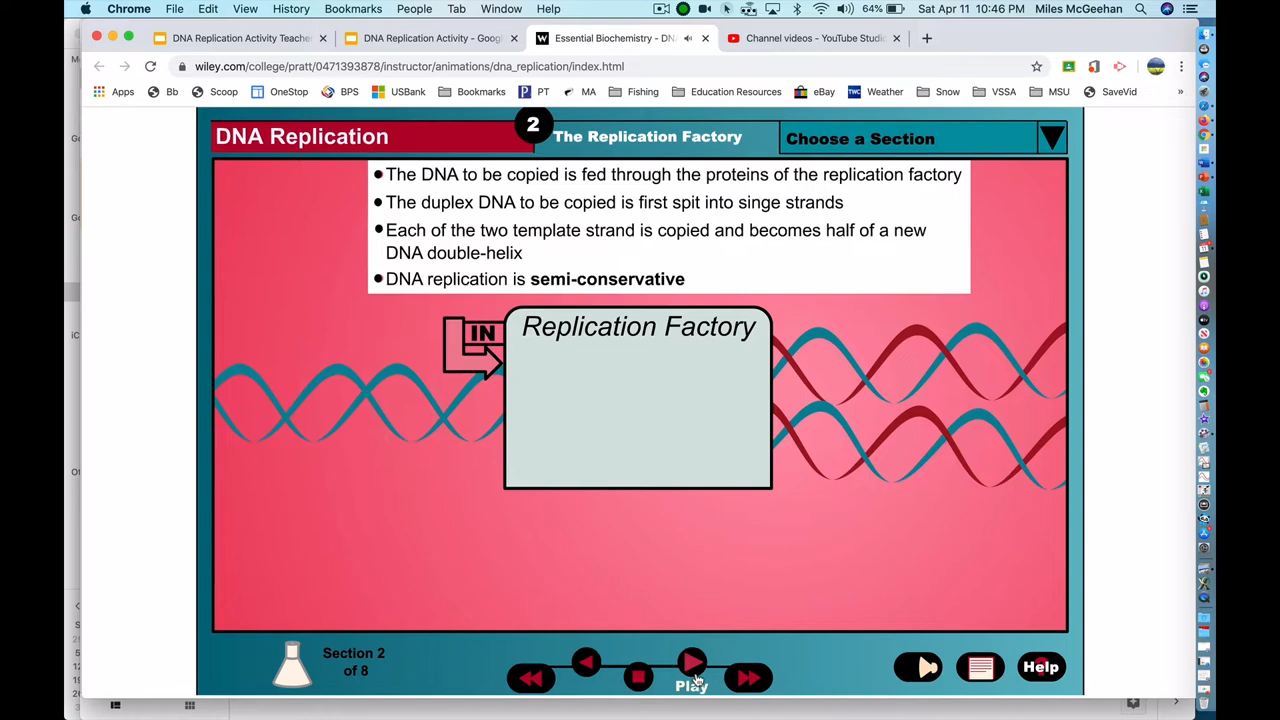 Chrome File Edit View History Bookmarks People Tab Window Help 64% Sat Apr 11 10:46 PM Miles McGeehan
DNA Replication Activity Teache DNA Replication Activity - Goog Essential Biochemistry - DN Channel videos - YouTube Studi
wiley.com/college/pratt/0471393878/instructor/animations/dna_replication/index.html
Apps Bb Scoop OneStop BPS USBank Bookmarks PT MA Fishing Education Resources eBay Weather Snow VSSA MSU SaveVid »
DNA Replication 2 The Replication Factory Choose a Section
• The DNA to be copied is fed through the proteins of the replication factory
• The duplex DNA to be copied is first spit into singe strands
• Each of the two template strand is copied and becomes half of a new
DNA double-helix
• DNA replication is semi-conservative
IN
Replication Factory
Section 2
of 8
Play
Help